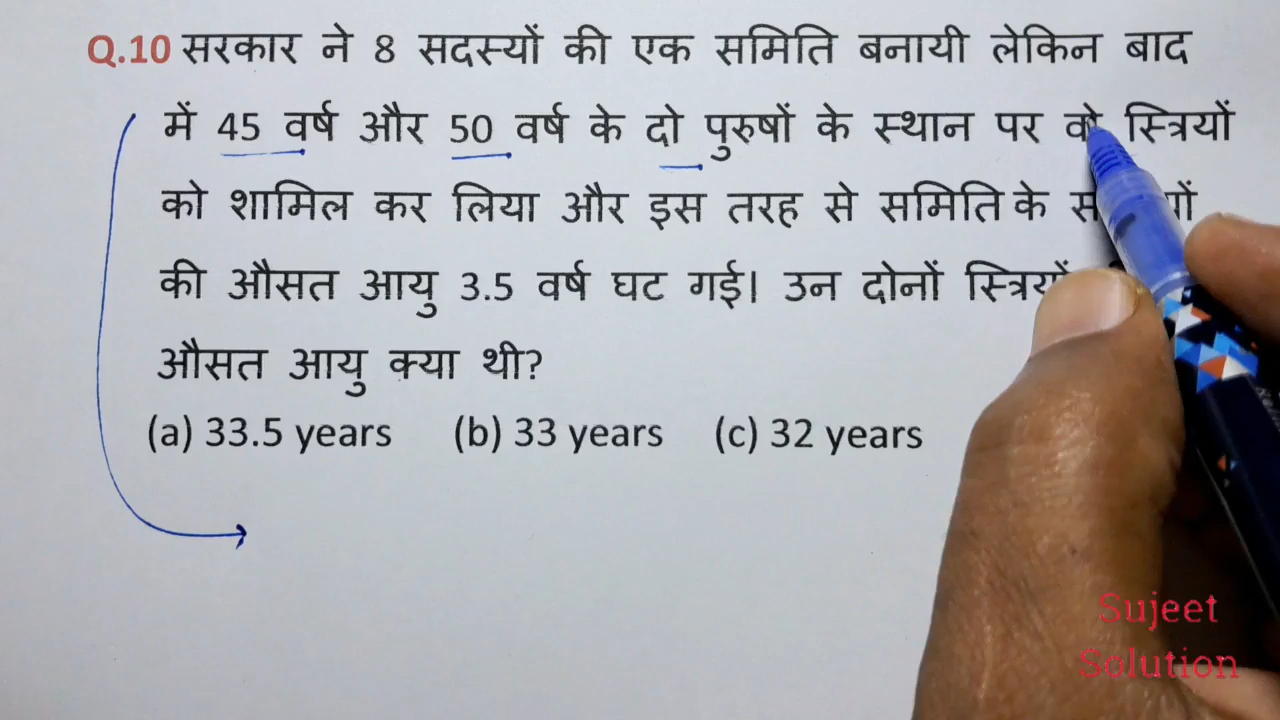 Q.10 सरकार ने 8 सदस्यों की एक समिति बनायी लेकिन बाद
में 45 वर्ष और 50 वर्ष के दो पुरुषों के स्थान पर स्त्रियों
को शामिल कर लिया और इस तरह से समिति के
की औसत आयु 3.5 वर्ष घट गई। उन दोनों
औसत आयु क्या थी?
(a) 33.5 years (b) 33 years (c) 32 years
Sujeet
Solution